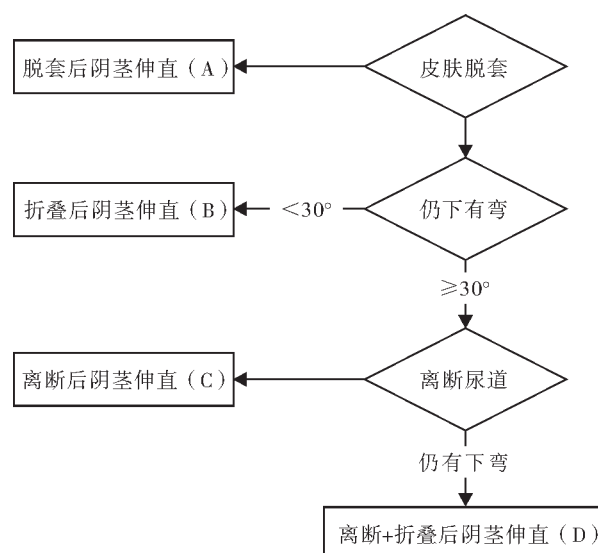 脱套后阴茎伸直（A）
皮肤脱套
折叠后阴茎伸直（B）
＜30°
仍下有弯
≥30°
离断后阴茎伸直（C）
离断尿道
仍有下弯
离断+折叠后阴茎伸直（D）